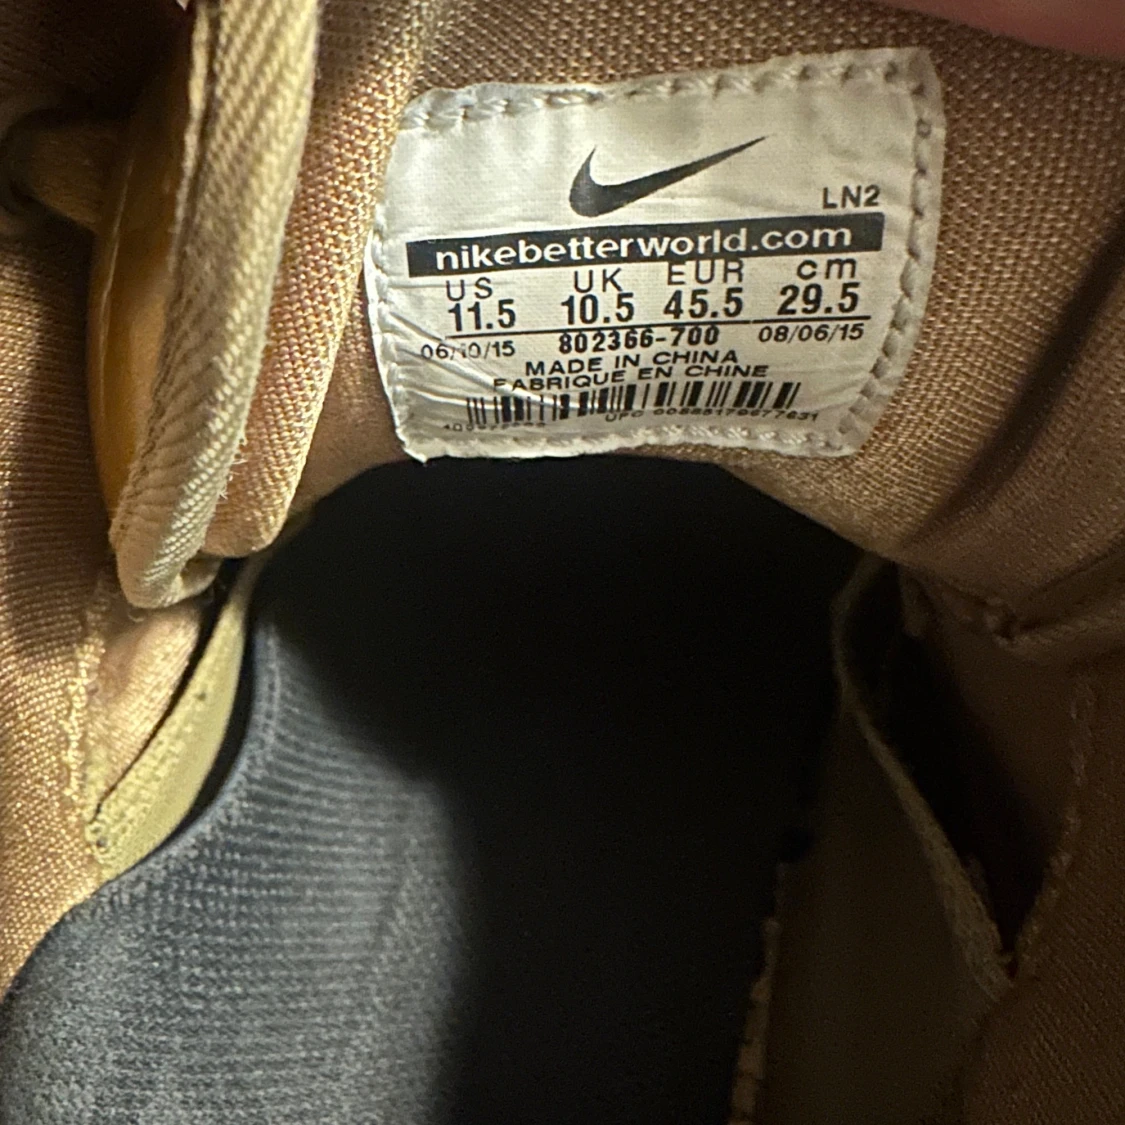 LN2
nikebetterworld.com
US UK EUR cm
11.5 10.5 45.5 29.5
06/10/15 802366-700 08/06/15
MADE IN CHINA
FABRIQUE EN CHINE
UPC